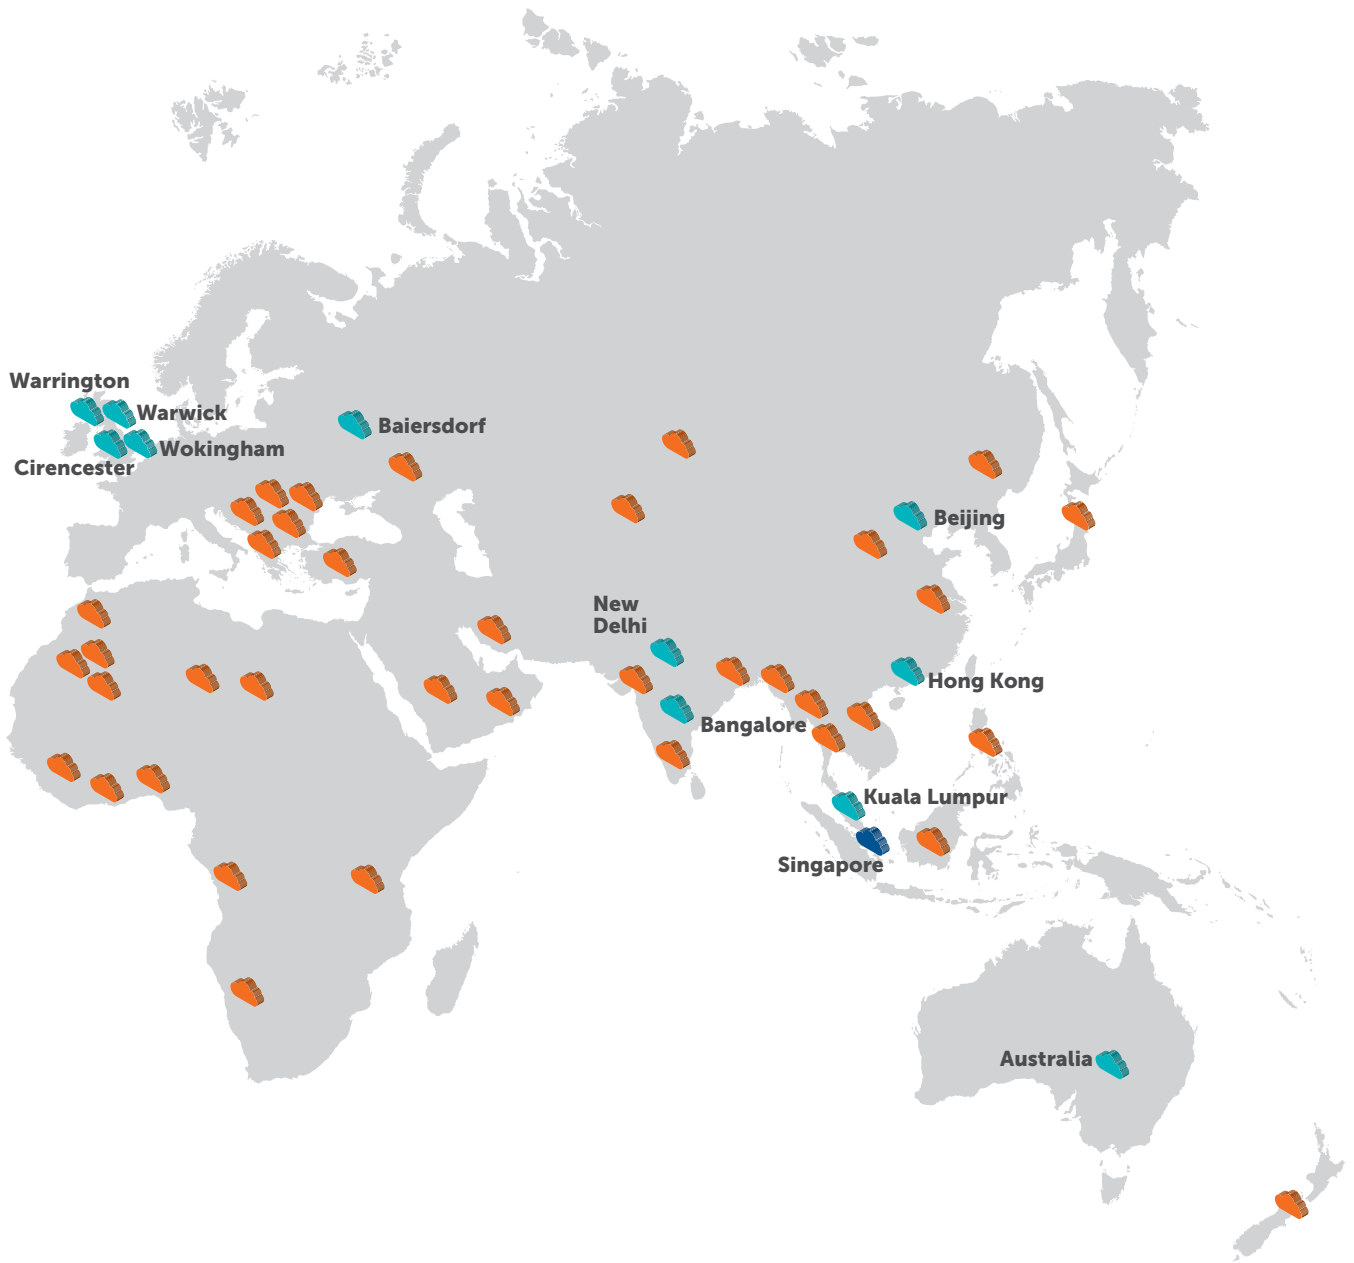 Warrington
Warwick
Baiersdorf
Wokingham
Cirencester
Beijing
New
Delhi
Hong Kong
Bangalore
Kuala Lumpur
Singapore
Australia